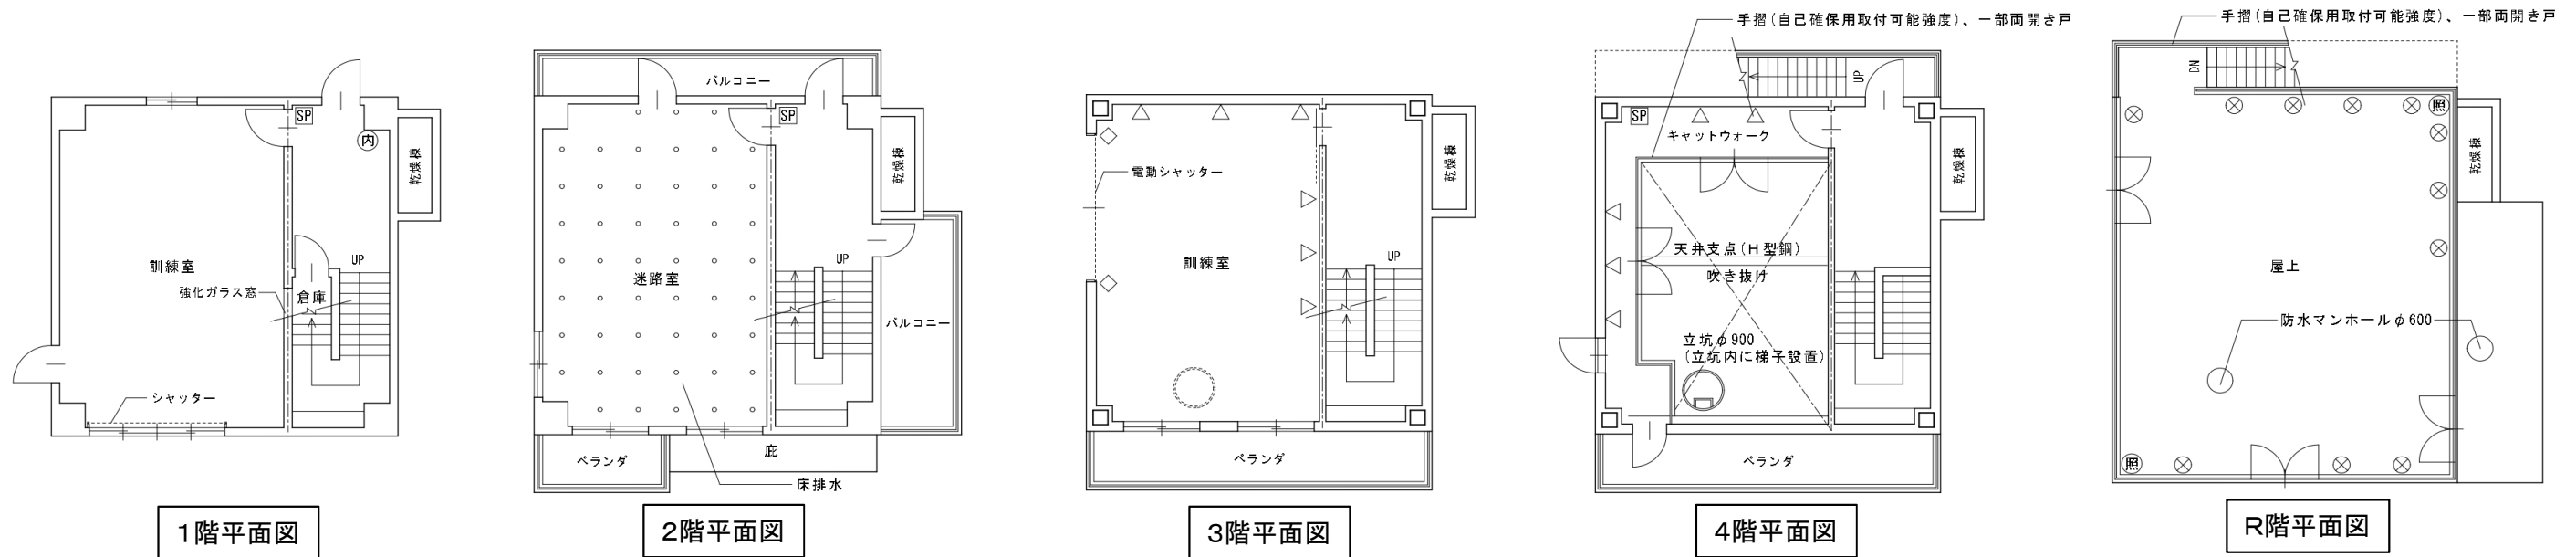 SP
内
乾燥棟
訓練室
UP
強化ガラス窓
倉庫
シャッター
1階平面図
バルコニー
SP
乾燥棟
迷路室
UP
バルコニー
ベランダ
庇
床排水
2階平面図
電動シャッター
乾燥棟
訓練室
UP
ベランダ
3階平面図
手摺(自己確保用取付可能強度)、一部両開き戸
UP
SP
キャットウォーク
乾燥棟
天井支点(H型鋼)
吹き抜け
立坑φ900
(立坑内に梯子設置)
ベランダ
4階平面図
手摺(自己確保用取付可能強度)、一部両開き戸
DN
照
乾燥棟
屋上
防水マンホールφ600
照
R階平面図